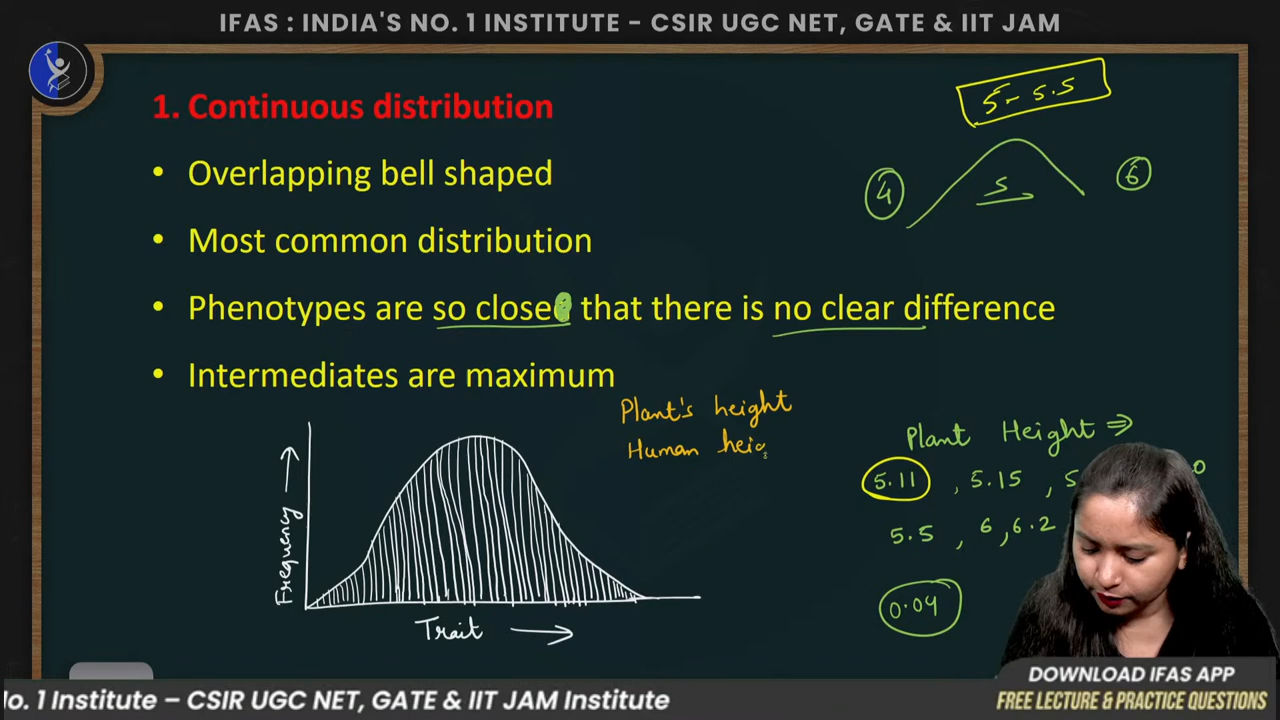 IFAS : INDIA'S NO. 1 INSTITUTE - CSIR UGC NET, GATE & IIT JAM
1. Continuous distribution
5 - 5.5
• Overlapping bell shaped
4
5
6
• Most common distribution
• Phenotypes are so closed that there is no clear difference
• Intermediates are maximum
Plant's height
Human heig
Plant Height ⇒
5.11 , 5.15 ,
5.5 , 6 , 6.2
0.04
Frequency →
Trait →
DOWNLOAD IFAS APP
FREE LECTURE & PRACTICE QUESTIONS
No. 1 Institute – CSIR UGC NET, GATE & IIT JAM Institute